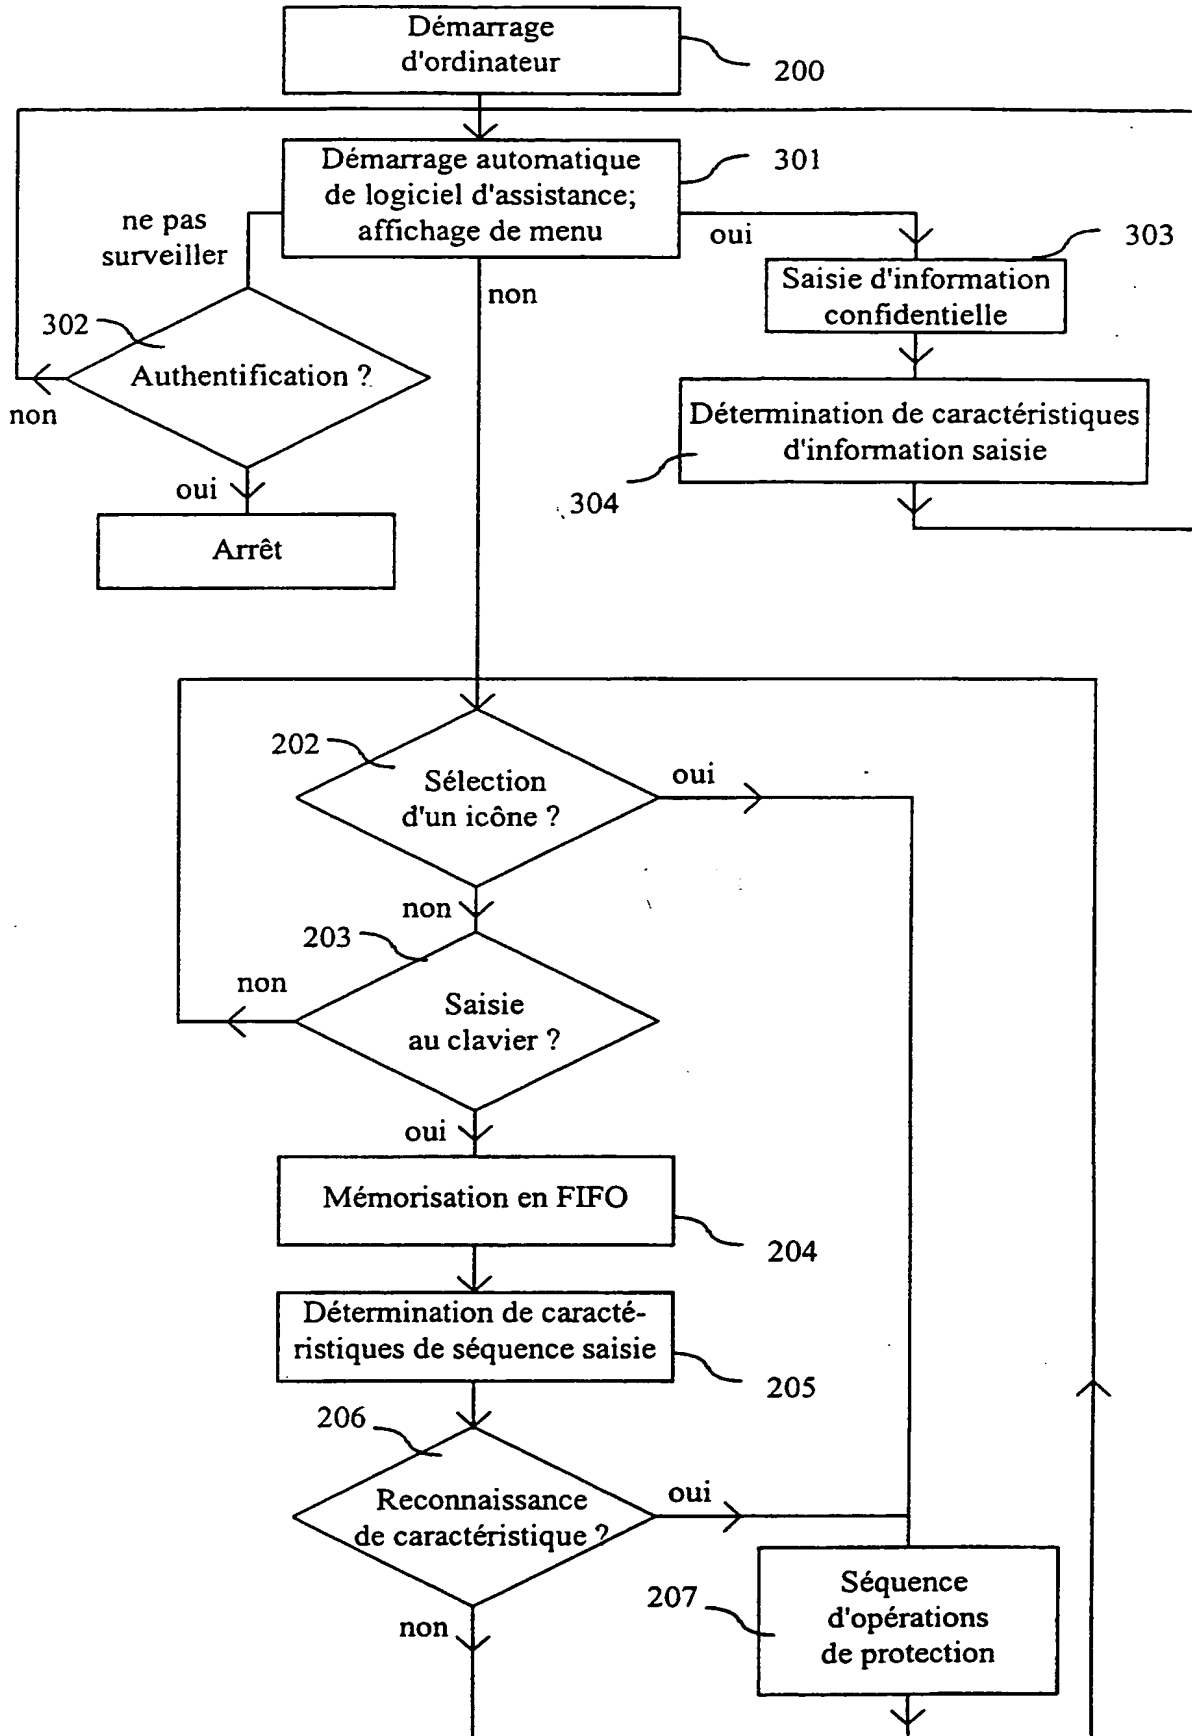 Démarrage
d'ordinateur
200
Démarrage automatique
de logiciel d'assistance;
affichage de menu
301
ne pas
surveiller
oui
non
303
Saisie d'information
confidentielle
302
Authentification ?
non
Détermination de caractéristiques
d'information saisie
304
oui
Arrêt
202
Sélection
d'un icône ?
oui
non
203
non
Saisie
au clavier ?
oui
Mémorisation en FIFO
204
Détermination de caracté-
ristiques de séquence saisie
205
206
Reconnaissance
de caractéristique ?
oui
non
207
Séquence
d'opérations
de protection